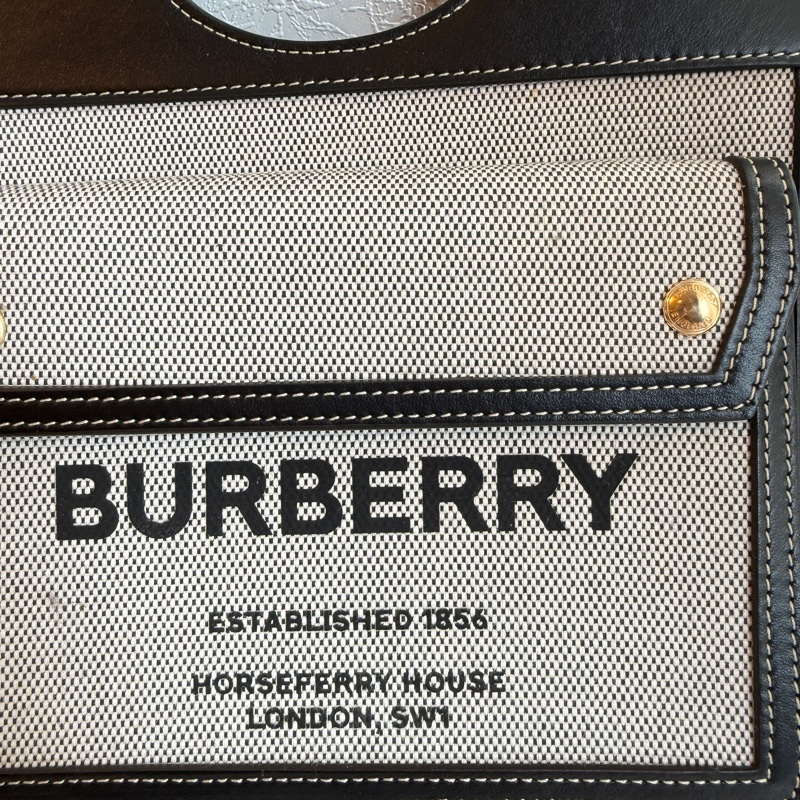 BURBERRY
ESTABLISHED 1856
HORSEFERRY HOUSE
LONDON, SW1